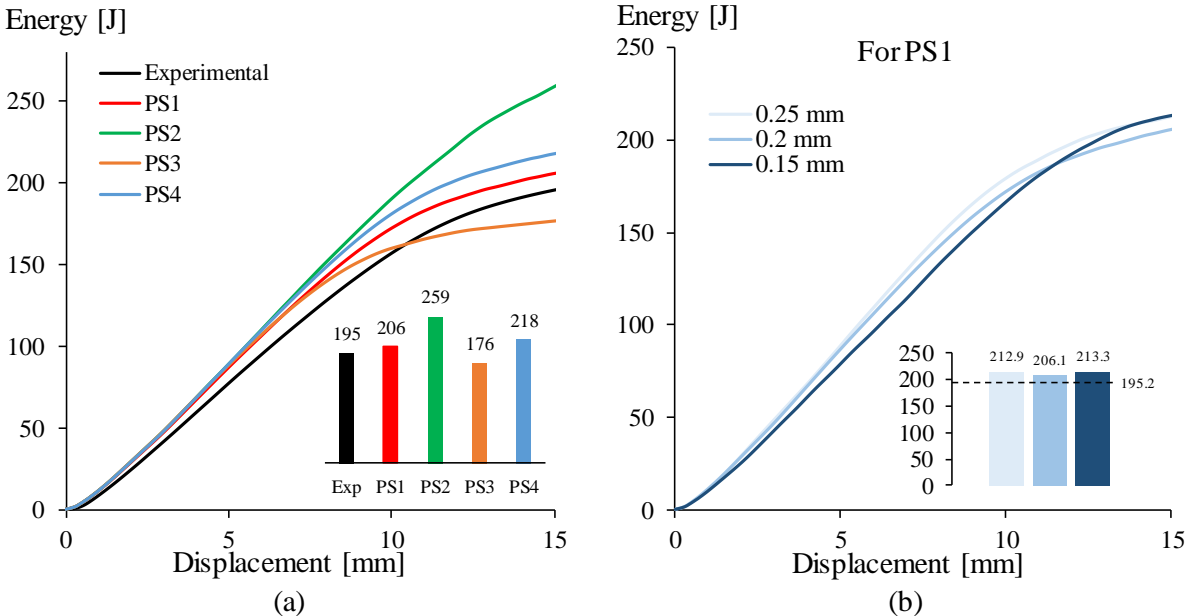 Energy [J]
250
200
150
100
50
0
Experimental
PS1
PS2
PS3
PS4
195
206
259
176
218
Exp PS1 PS2 PS3 PS4
0 5 10 15
Displacement [mm]
(a)
Energy [J]
For PS1
250
200
150
100
50
0
0.25 mm
0.2 mm
0.15 mm
250
200
150
100
50
0
212.9 206.1 213.3
195.2
0 5 10 15
Displacement [mm]
(b)